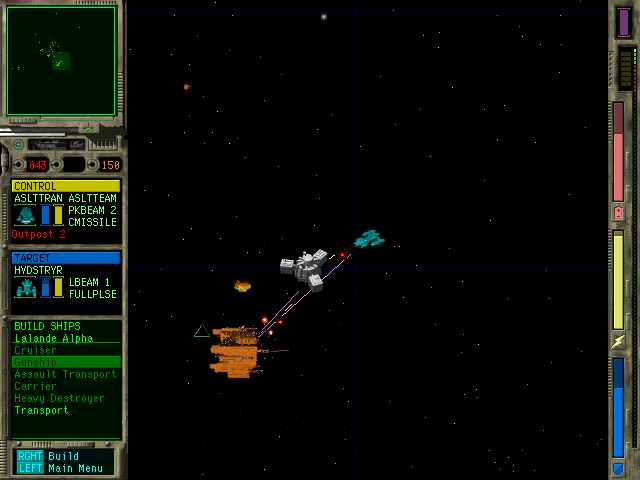 043 150
CONTROL
ASLTTRAN ASLTTEAM
PKBEAM 2
CMISSILE
Outpost 2
TARGET
HVDSTRYR
LBEAM 1
FULLPLSE
BUILD SHIPS
Lalande Alpha
Cruiser
Gunship
Assault Transport
Carrier
Heavy Destroyer
Transport
RGHT Build
LEFT Main Menu